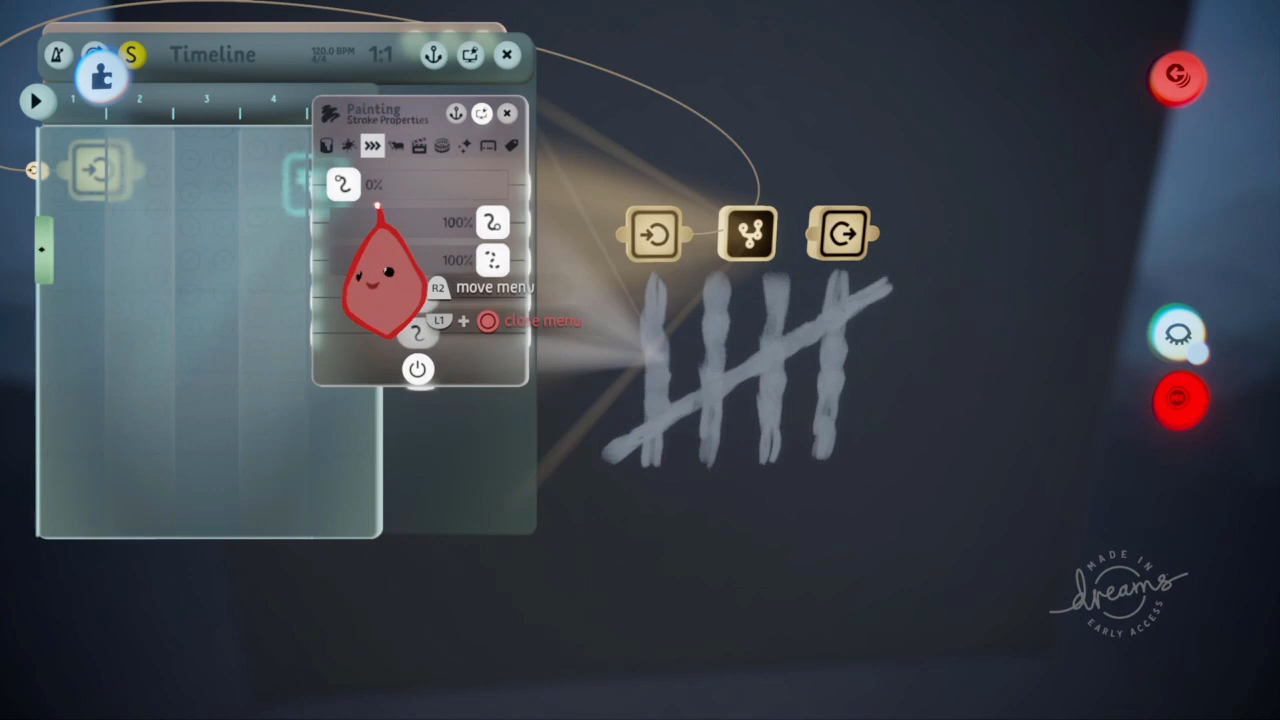 S Timeline 120.0 BPM 4/4 1:1
1 2 3 4
Painting
Stroke Properties
0%
100%
100%
R2 move menu
L1 + close menu
MADE IN
dreams
EARLY ACCESS